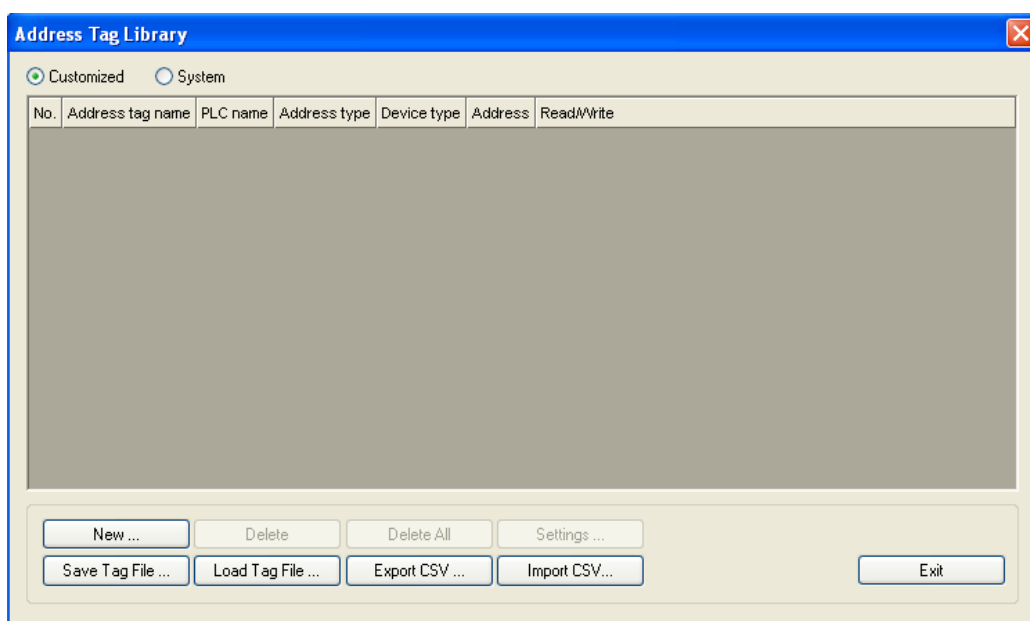 Address Tag Library
Customized System
No. Address tag name PLC name Address type Device type Address Read/Write
New ... Delete Delete All Settings ...
Save Tag File ... Load Tag File ... Export CSV ... Import CSV... Exit